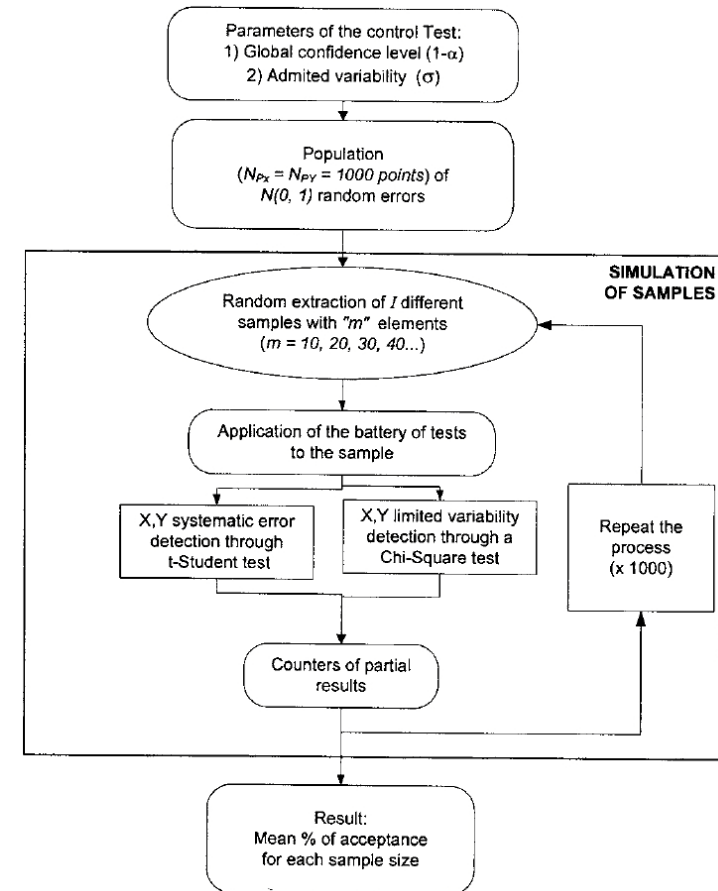 Parameters of the control Test:
1) Global confidence level (1-α)
2) Admited variability (σ)
Population
(N_Px = N_PY = 1000 points) of
N(0, 1) random errors
SIMULATION
OF SAMPLES
Random extraction of I different
samples with "m" elements
(m = 10, 20, 30, 40...)
Application of the battery of tests
to the sample
X,Y systematic error
detection through
t-Student test
X,Y limited variability
detection through a
Chi-Square test
Repeat the
process
(x 1000)
Counters of partial
results
Result:
Mean % of acceptance
for each sample size